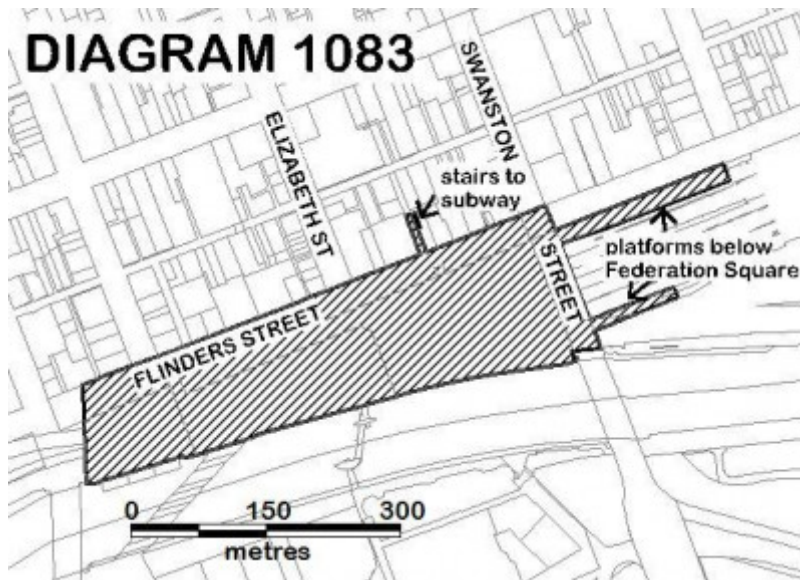 DIAGRAM 1083
SWANSTON
ELIZABETH ST
stairs to
subway
STREET
platforms below
Federation Square
FLINDERS STREET
0 150 300
metres